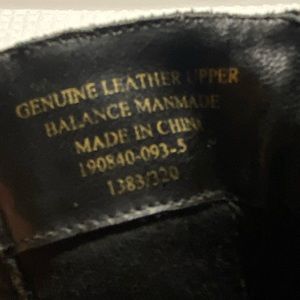 GENUINE LEATHER UPPER
BALANCE MANMADE
MADE IN CHINA
190840-093-5
1383/320